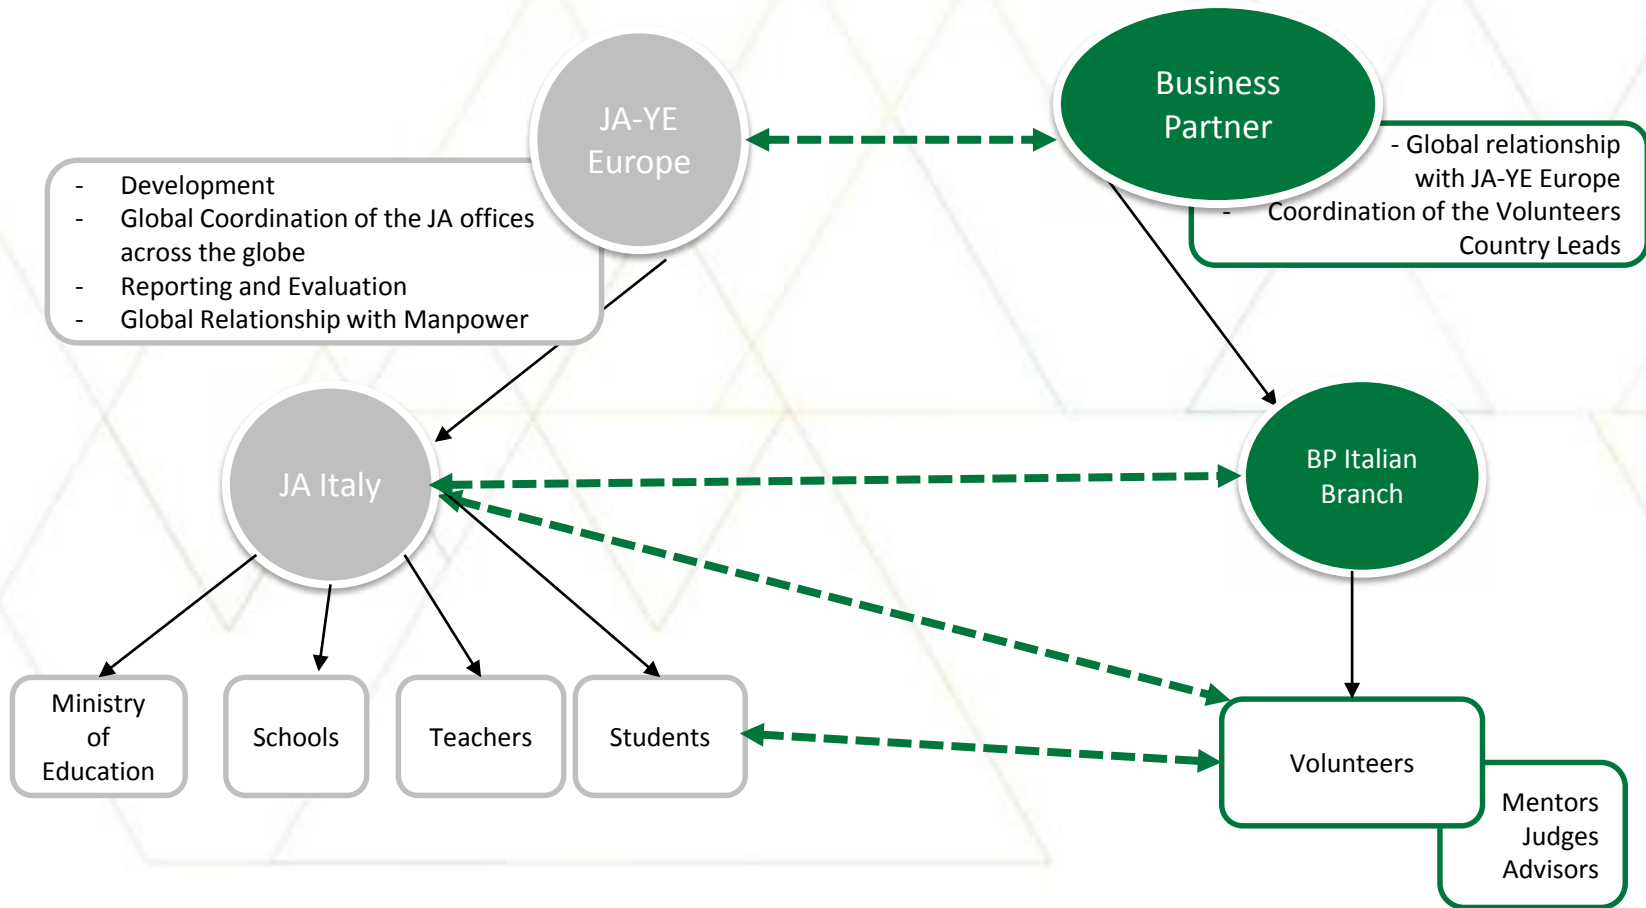 JA-YE
Europe
Business
Partner
- Development
- Global Coordination of the JA offices
across the globe
- Reporting and Evaluation
- Global Relationship with Manpower
- Global relationship
with JA-YE Europe
- Coordination of the Volunteers
Country Leads
JA Italy
BP Italian
Branch
Ministry
of
Education
Schools
Teachers
Students
Volunteers
Mentors
Judges
Advisors